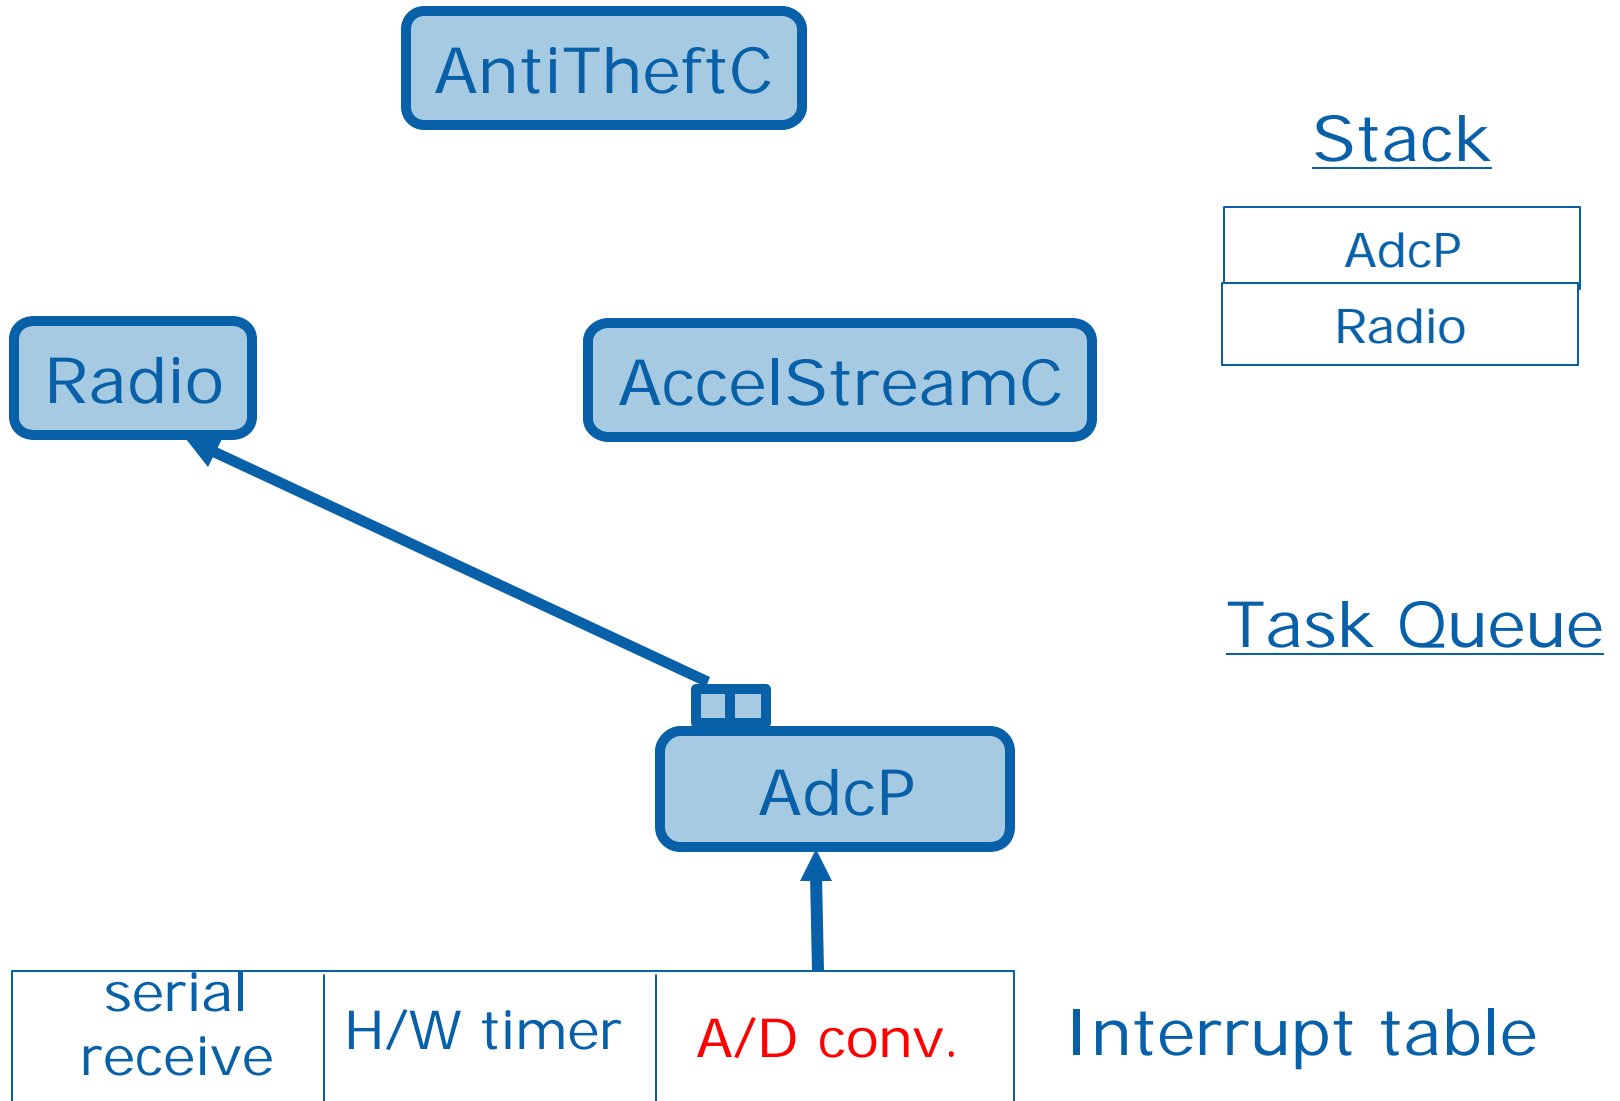 AntiTheftC
Stack
AdcP
Radio
Radio
AccelStreamC
Task Queue
AdcP
serial
receive
H/W timer
A/D conv.
Interrupt table